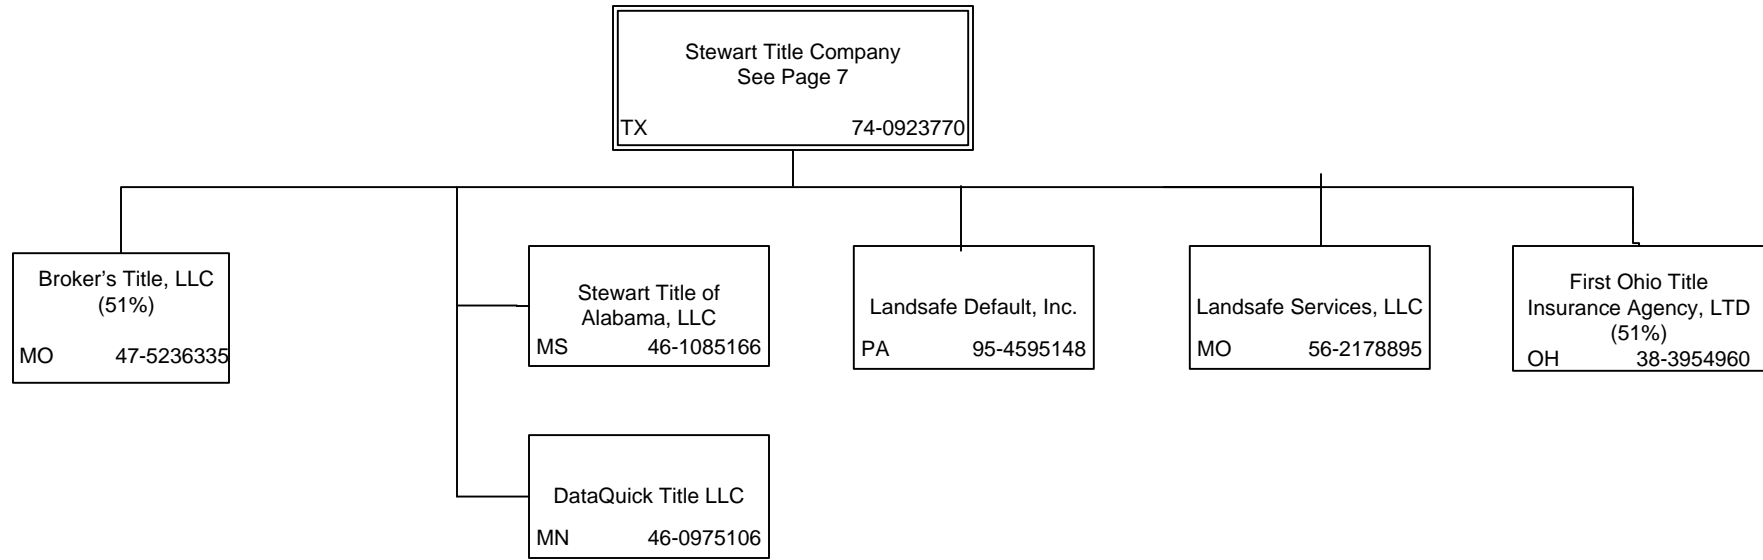 Stewart Title Company
See Page 7
TX 74-0923770
Broker’s Title, LLC
(51%)
MO 47-5236335
Stewart Title of
Alabama, LLC
MS 46-1085166
Landsafe Default, Inc.
PA 95-4595148
Landsafe Services, LLC
MO 56-2178895
First Ohio Title
Insurance Agency, LTD
(51%)
OH 38-3954960
DataQuick Title LLC
MN 46-0975106